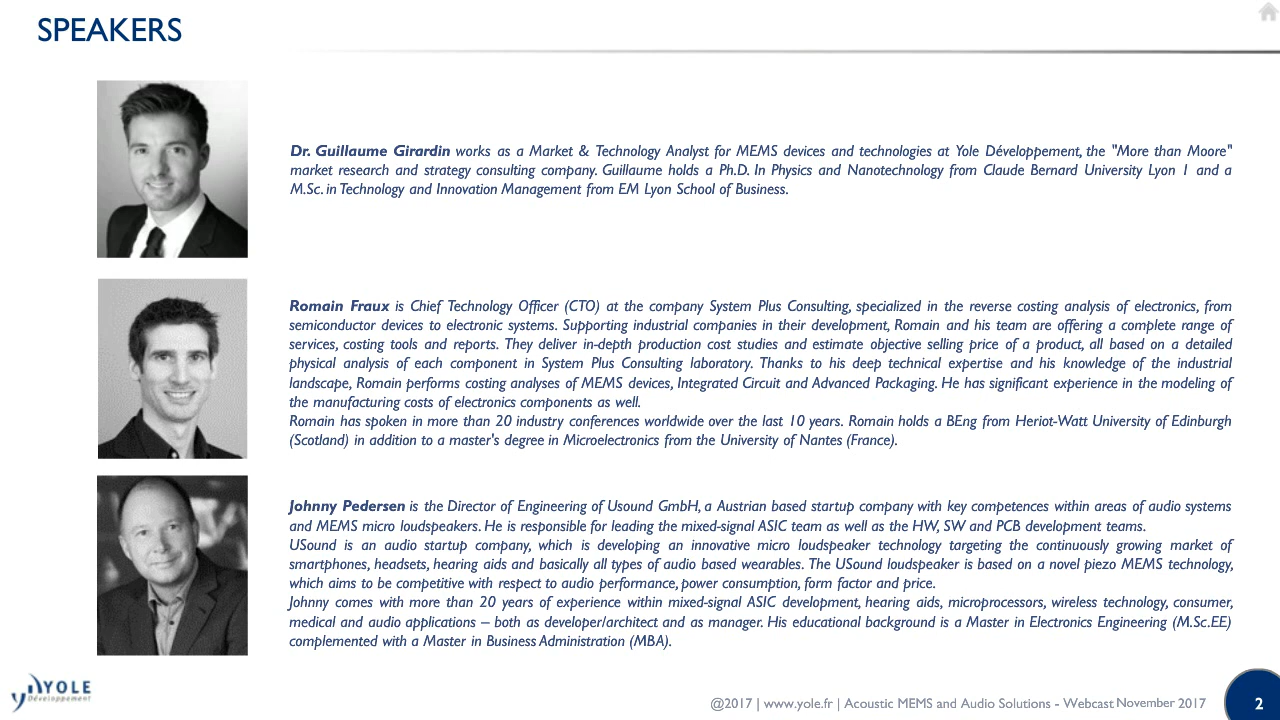 SPEAKERS
Dr. Guillaume Girardin works as a Market & Technology Analyst for MEMS devices and technologies at Yole Développement, the "More than Moore"
market research and strategy consulting company. Guillaume holds a Ph.D. In Physics and Nanotechnology from Claude Bernard University Lyon 1 and a
M.Sc. in Technology and Innovation Management from EM Lyon School of Business.
Romain Fraux is Chief Technology Officer (CTO) at the company System Plus Consulting, specialized in the reverse costing analysis of electronics, from
semiconductor devices to electronic systems. Supporting industrial companies in their development, Romain and his team are offering a complete range of
services, costing tools and reports. They deliver in-depth production cost studies and estimate objective selling price of a product, all based on a detailed
physical analysis of each component in System Plus Consulting laboratory. Thanks to his deep technical expertise and his knowledge of the industrial
landscape, Romain performs costing analyses of MEMS devices, Integrated Circuit and Advanced Packaging. He has significant experience in the modeling of
the manufacturing costs of electronics components as well.
Romain has spoken in more than 20 industry conferences worldwide over the last 10 years. Romain holds a BEng from Heriot-Watt University of Edinburgh
(Scotland) in addition to a master's degree in Microelectronics from the University of Nantes (France).
Johnny Pedersen is the Director of Engineering of Usound GmbH, a Austrian based startup company with key competences within areas of audio systems
and MEMS micro loudspeakers. He is responsible for leading the mixed-signal ASIC team as well as the HW, SW and PCB development teams.
USound is an audio startup company, which is developing an innovative micro loudspeaker technology targeting the continuously growing market of
smartphones, headsets, hearing aids and basically all types of audio based wearables. The USound loudspeaker is based on a novel piezo MEMS technology,
which aims to be competitive with respect to audio performance, power consumption, form factor and price.
Johnny comes with more than 20 years of experience within mixed-signal ASIC development, hearing aids, microprocessors, wireless technology, consumer,
medical and audio applications – both as developer/architect and as manager. His educational background is a Master in Electronics Engineering (M.Sc.EE)
complemented with a Master in Business Administration (MBA).
YOLE
Développement
@2017 | www.yole.fr | Acoustic MEMS and Audio Solutions - Webcast November 2017
2